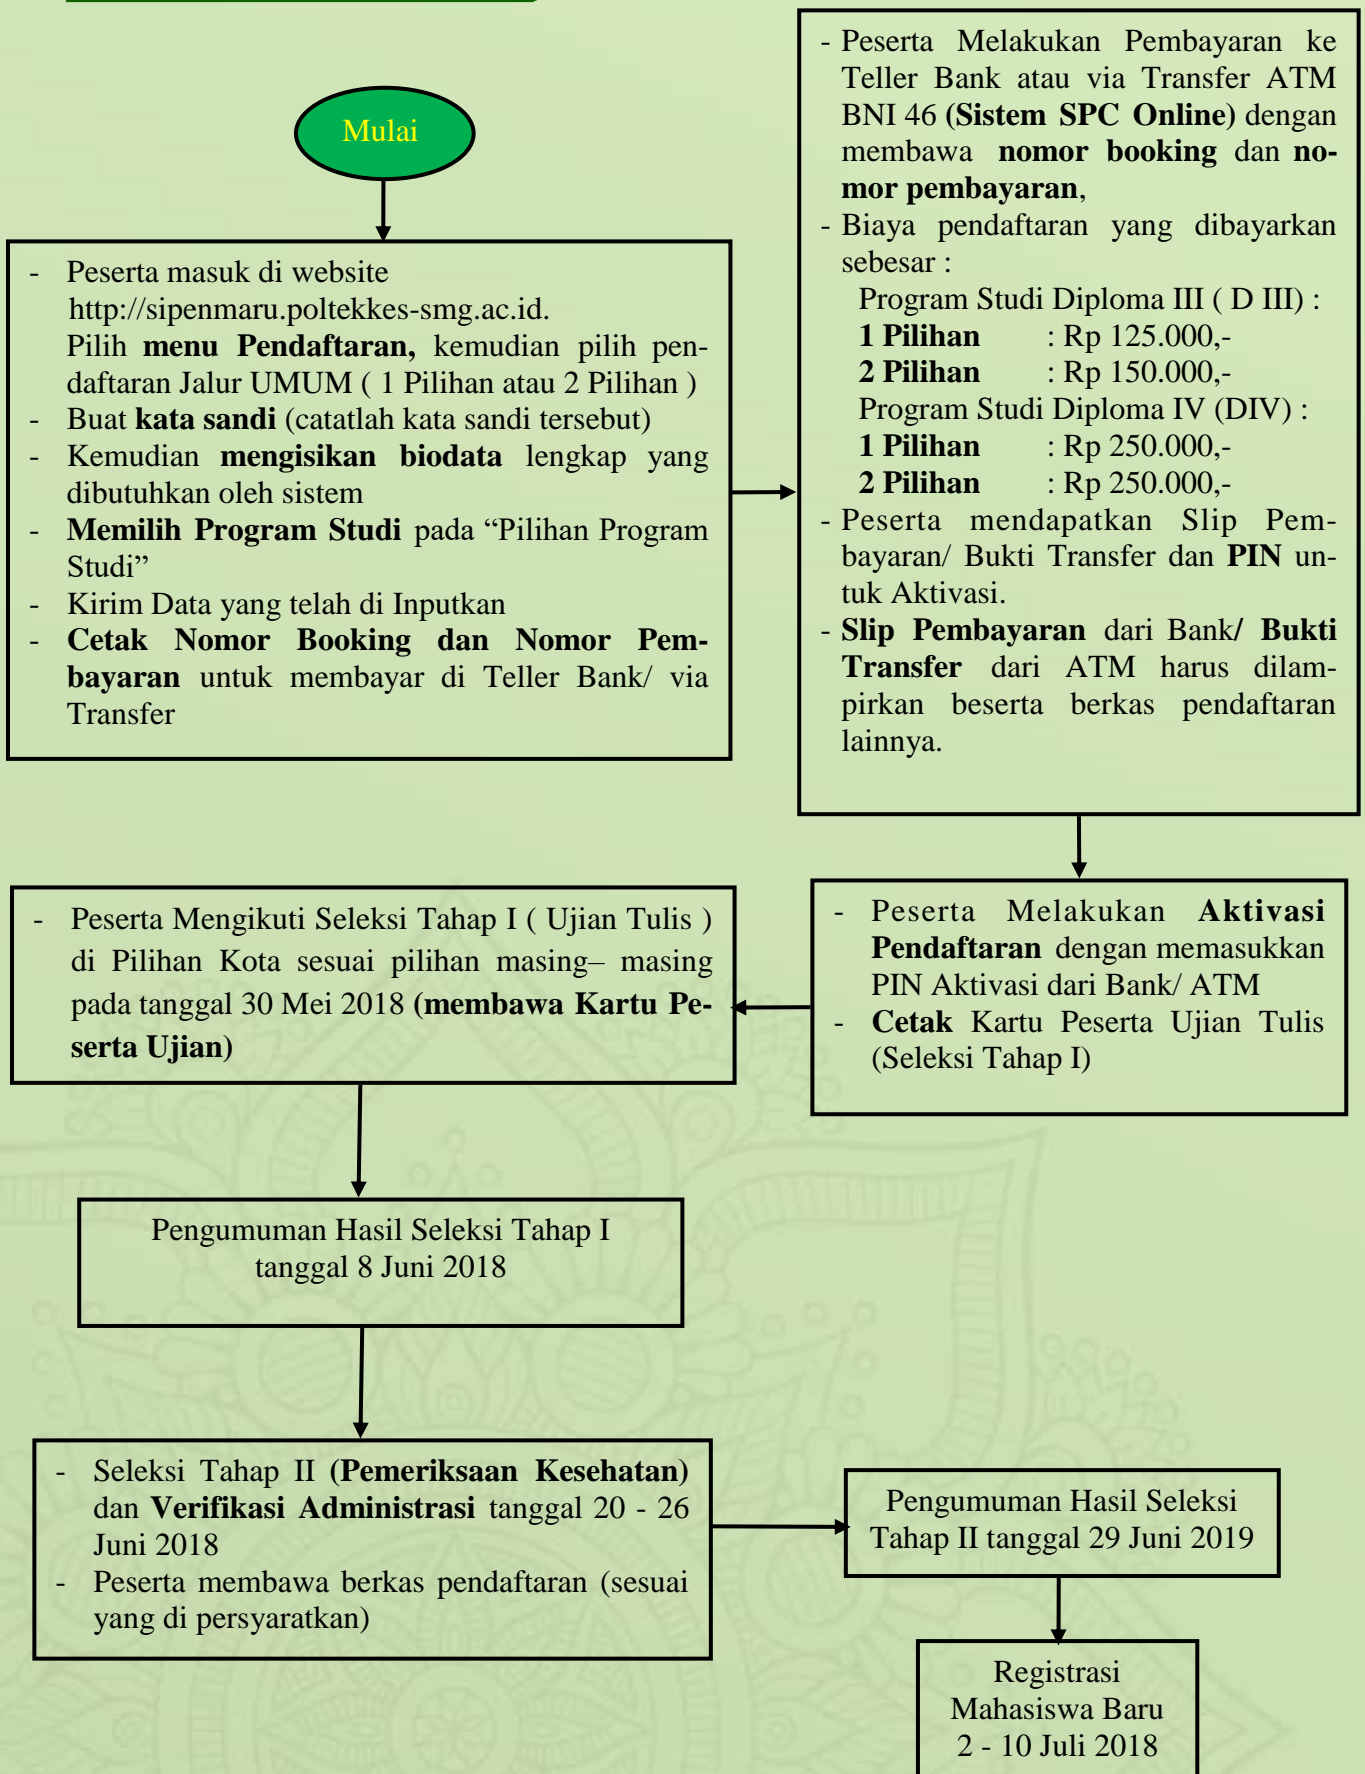 Mulai
- Peserta masuk di website
http://sipenmaru.poltekkes-smg.ac.id.
Pilih menu Pendaftaran, kemudian pilih pen-
daftaran Jalur UMUM ( 1 Pilihan atau 2 Pilihan )
- Buat kata sandi (catatlah kata sandi tersebut)
- Kemudian mengisikan biodata lengkap yang
dibutuhkan oleh sistem
- Memilih Program Studi pada “Pilihan Program
Studi”
- Kirim Data yang telah di Inputkan
- Cetak Nomor Booking dan Nomor Pem-
bayaran untuk membayar di Teller Bank/ via
Transfer
- Peserta Melakukan Pembayaran ke
Teller Bank atau via Transfer ATM
BNI 46 (Sistem SPC Online) dengan
membawa nomor booking dan no-
mor pembayaran,
- Biaya pendaftaran yang dibayarkan
sebesar :
Program Studi Diploma III ( D III) :
1 Pilihan : Rp 125.000,-
2 Pilihan : Rp 150.000,-
Program Studi Diploma IV (DIV) :
1 Pilihan : Rp 250.000,-
2 Pilihan : Rp 250.000,-
- Peserta mendapatkan Slip Pem-
bayaran/ Bukti Transfer dan PIN un-
tuk Aktivasi.
- Slip Pembayaran dari Bank/ Bukti
Transfer dari ATM harus dilam-
pirkan beserta berkas pendaftaran
lainnya.
- Peserta Melakukan Aktivasi
Pendaftaran dengan memasukkan
PIN Aktivasi dari Bank/ ATM
- Cetak Kartu Peserta Ujian Tulis
(Seleksi Tahap I)
- Peserta Mengikuti Seleksi Tahap I ( Ujian Tulis )
di Pilihan Kota sesuai pilihan masing– masing
pada tanggal 30 Mei 2018 (membawa Kartu Pe-
serta Ujian)
Pengumuman Hasil Seleksi Tahap I
tanggal 8 Juni 2018
- Seleksi Tahap II (Pemeriksaan Kesehatan)
dan Verifikasi Administrasi tanggal 20 - 26
Juni 2018
- Peserta membawa berkas pendaftaran (sesuai
yang di persyaratkan)
Pengumuman Hasil Seleksi
Tahap II tanggal 29 Juni 2019
Registrasi
Mahasiswa Baru
2 - 10 Juli 2018